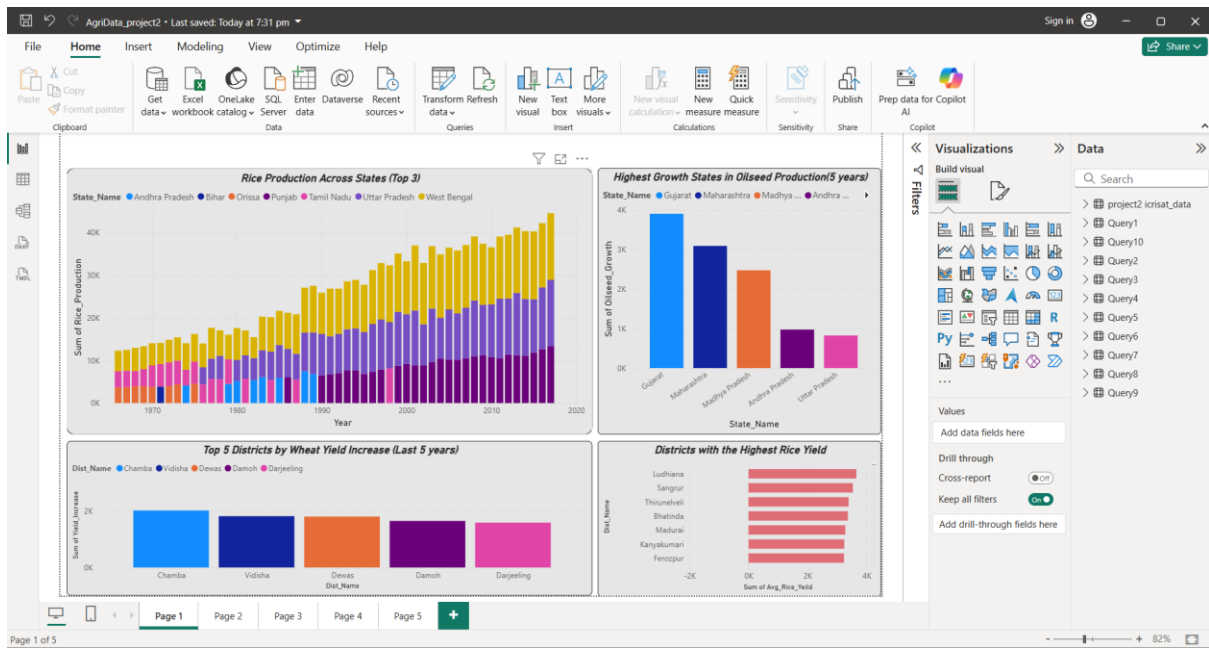 AgriData_project2 • Last saved: Today at 7:31 pm
Sign in
File Home Insert Modeling View Optimize Help
Share
Paste
Cut
Copy
Format painter
Clipboard
Get data
Excel workbook
OneLake catalog
SQL Server
Enter data
Dataverse
Recent sources
Data
Transform data
Refresh
Queries
New visual
Text box
More visuals
Insert
New visual calculation
New measure
Quick measure
Calculations
Sensitivity
Sensitivity
Publish
Share
Prep data for AI
Copilot
Copilot
Rice Production Across States (Top 3)
State_Name Andhra Pradesh Bihar Orissa Punjab Tamil Nadu Uttar Pradesh West Bengal
Sum of Rice_Production
40K
30K
20K
10K
0K
1970 1980 1990 2000 2010 2020
Year
Highest Growth States in Oilseed Production(5 years)
State_Name Gujarat Maharashtra Madhya ... Andhra ...
Sum of Oilseed_Growth
4K
3K
2K
1K
0K
Gujarat Maharashtra Madhya Pradesh Andhra Pradesh Uttar Pradesh
State_Name
Top 5 Districts by Wheat Yield Increase (Last 5 years)
Dist_Name Chamba Vidisha Dewas Damoh Darjeeling
Sum of Yield_Increase
2K
0K
Chamba Vidisha Dewas Damoh Darjeeling
Dist_Name
Districts with the Highest Rice Yield
Dist_Name
Ludhiana
Sangrur
Thirunelveli
Bhatinda
Madurai
Kanyakumari
Ferozpur
-2K 0K 2K 4K
Sum of Avg_Rice_Yeild
Filters
Visualizations
Build visual
R
Py
Values
Add data fields here
Drill through
Cross-report
Off
Keep all filters
On
Add drill-through fields here
Data
Search
project2 icrisat_data
Query1
Query10
Query2
Query3
Query4
Query5
Query6
Query7
Query8
Query9
Page 1 Page 2 Page 3 Page 4 Page 5
Page 1 of 5
82%